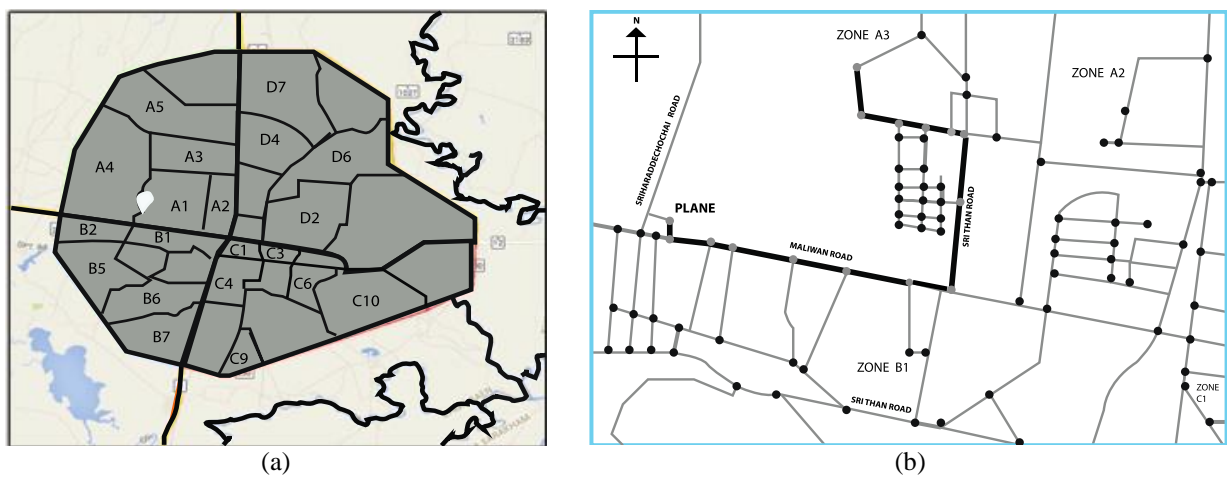 D7
A5
D4
A3
D6
A4
A1
A2
D2
B2
B1
C1
C3
B5
C4
C6
B6
C10
B7
C9
(a)
N
ZONE A3
ZONE A2
SRIHARADDECHOCHAI ROAD
PLANE
SRI THAN ROAD
MALIWAN ROAD
ZONE B1
SRI THAN ROAD
ZONE
C1
(b)